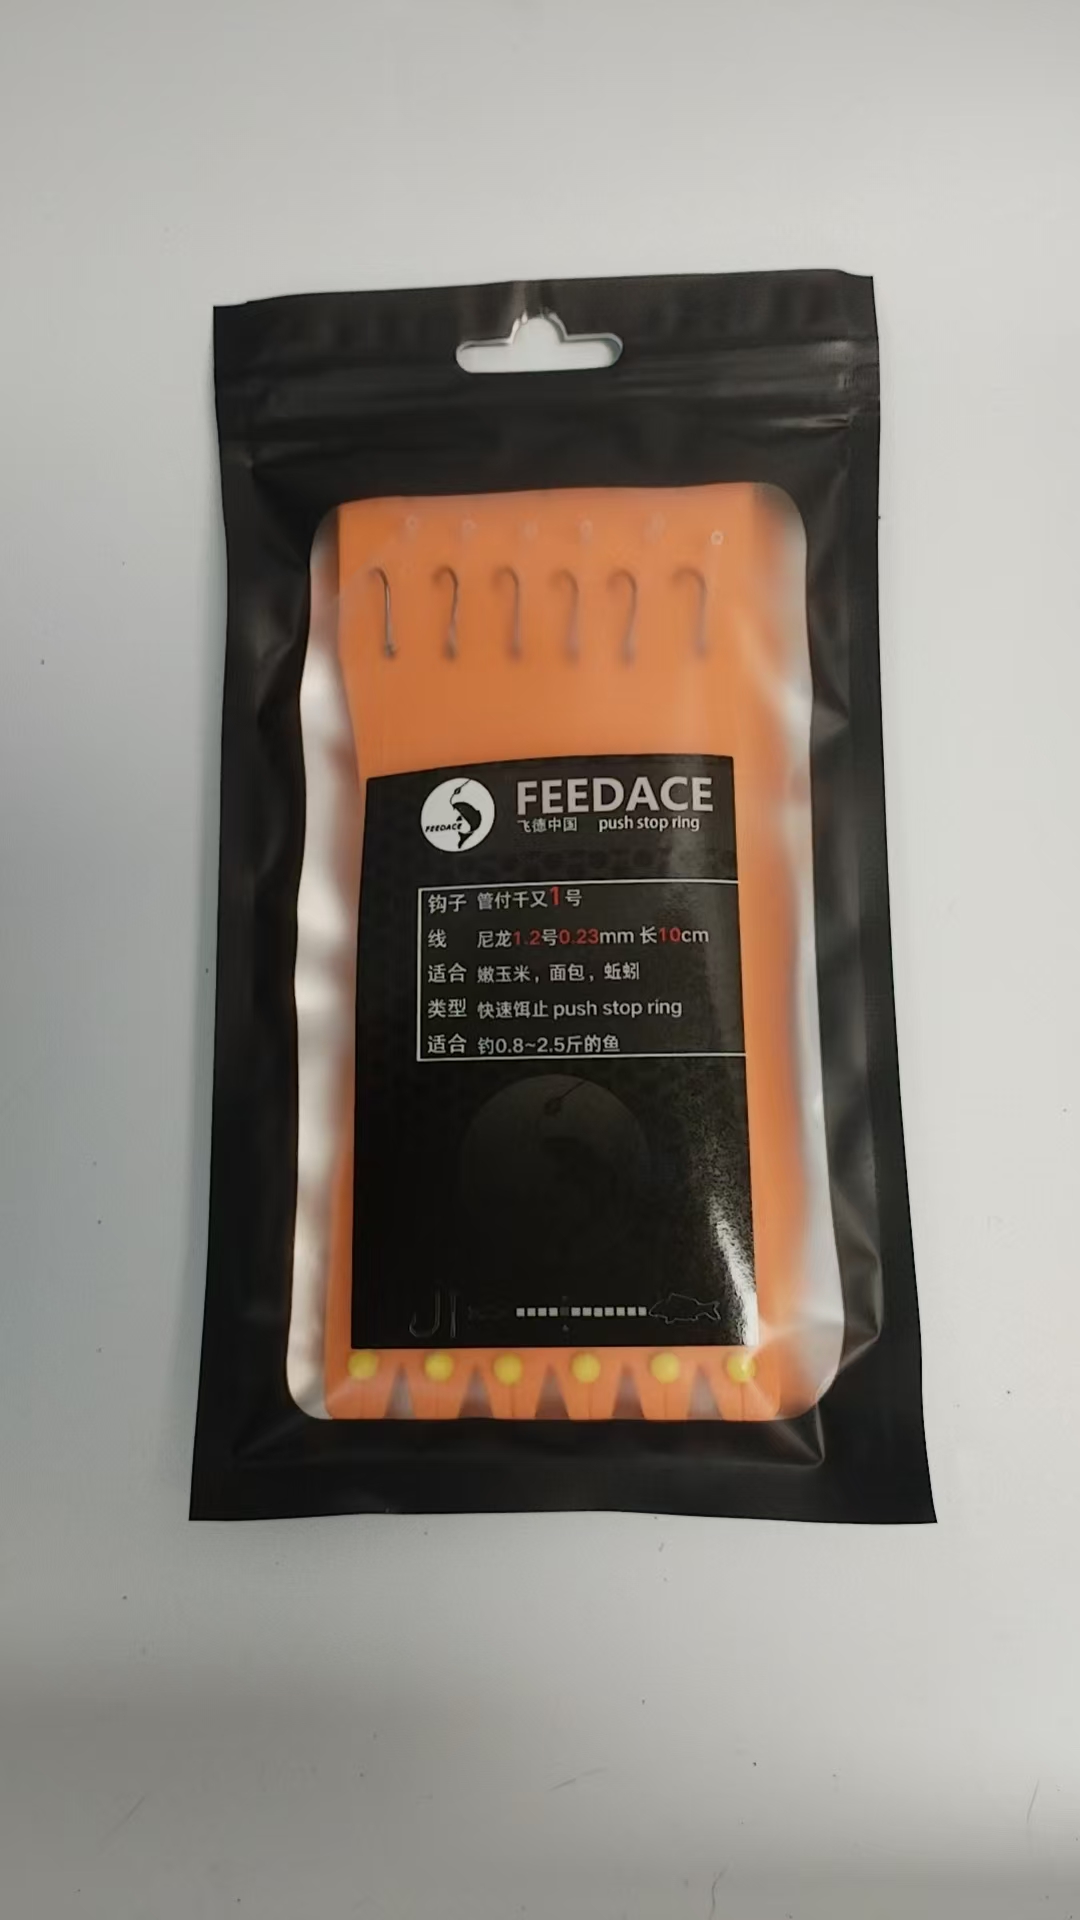 FEEDACE
FEEDACE
飞德中国 push stop ring
钩子 管付千又1号
线 尼龙1.2号0.23mm 长10cm
适合 嫩玉米，面包，蚯蚓
类型 快速饵止 push stop ring
适合 钓0.8~2.5斤的鱼